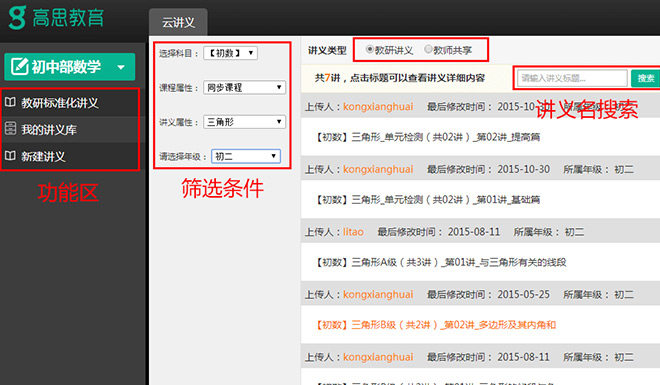 高思教育
云讲义
初中部数学
教研标准化讲义
我的讲义库
新建讲义
功能区
选择科目： 【初数】
课程属性： 同步课程
讲义属性： 三角形
请选择年级： 初二
筛选条件
讲义类型 教研讲义 教师共享
共7讲，点击标题可以查看讲义详细内容
请输入讲义标题... 搜索
讲义名搜索
上传人：kongxianghuai 最后修改时间： 2015-10- 初二
【初数】三角形_单元检测（共02讲）_第02讲_提高篇
上传人：kongxianghuai 最后修改时间： 2015-10-30 所属年级： 初二
【初数】三角形_单元检测（共02讲）_第01讲_基础篇
上传人：litao 最后修改时间： 2015-08-11 所属年级： 初二
【初数】三角形A级（共3讲）_第01讲_与三角形有关的线段
上传人：kongxianghuai 最后修改时间： 2015-05-25 所属年级： 初二
【初数】三角形B级（共2讲）_第02讲_多边形及其内角和
上传人：kongxianghuai 最后修改时间： 2015-08-11 所属年级： 初二